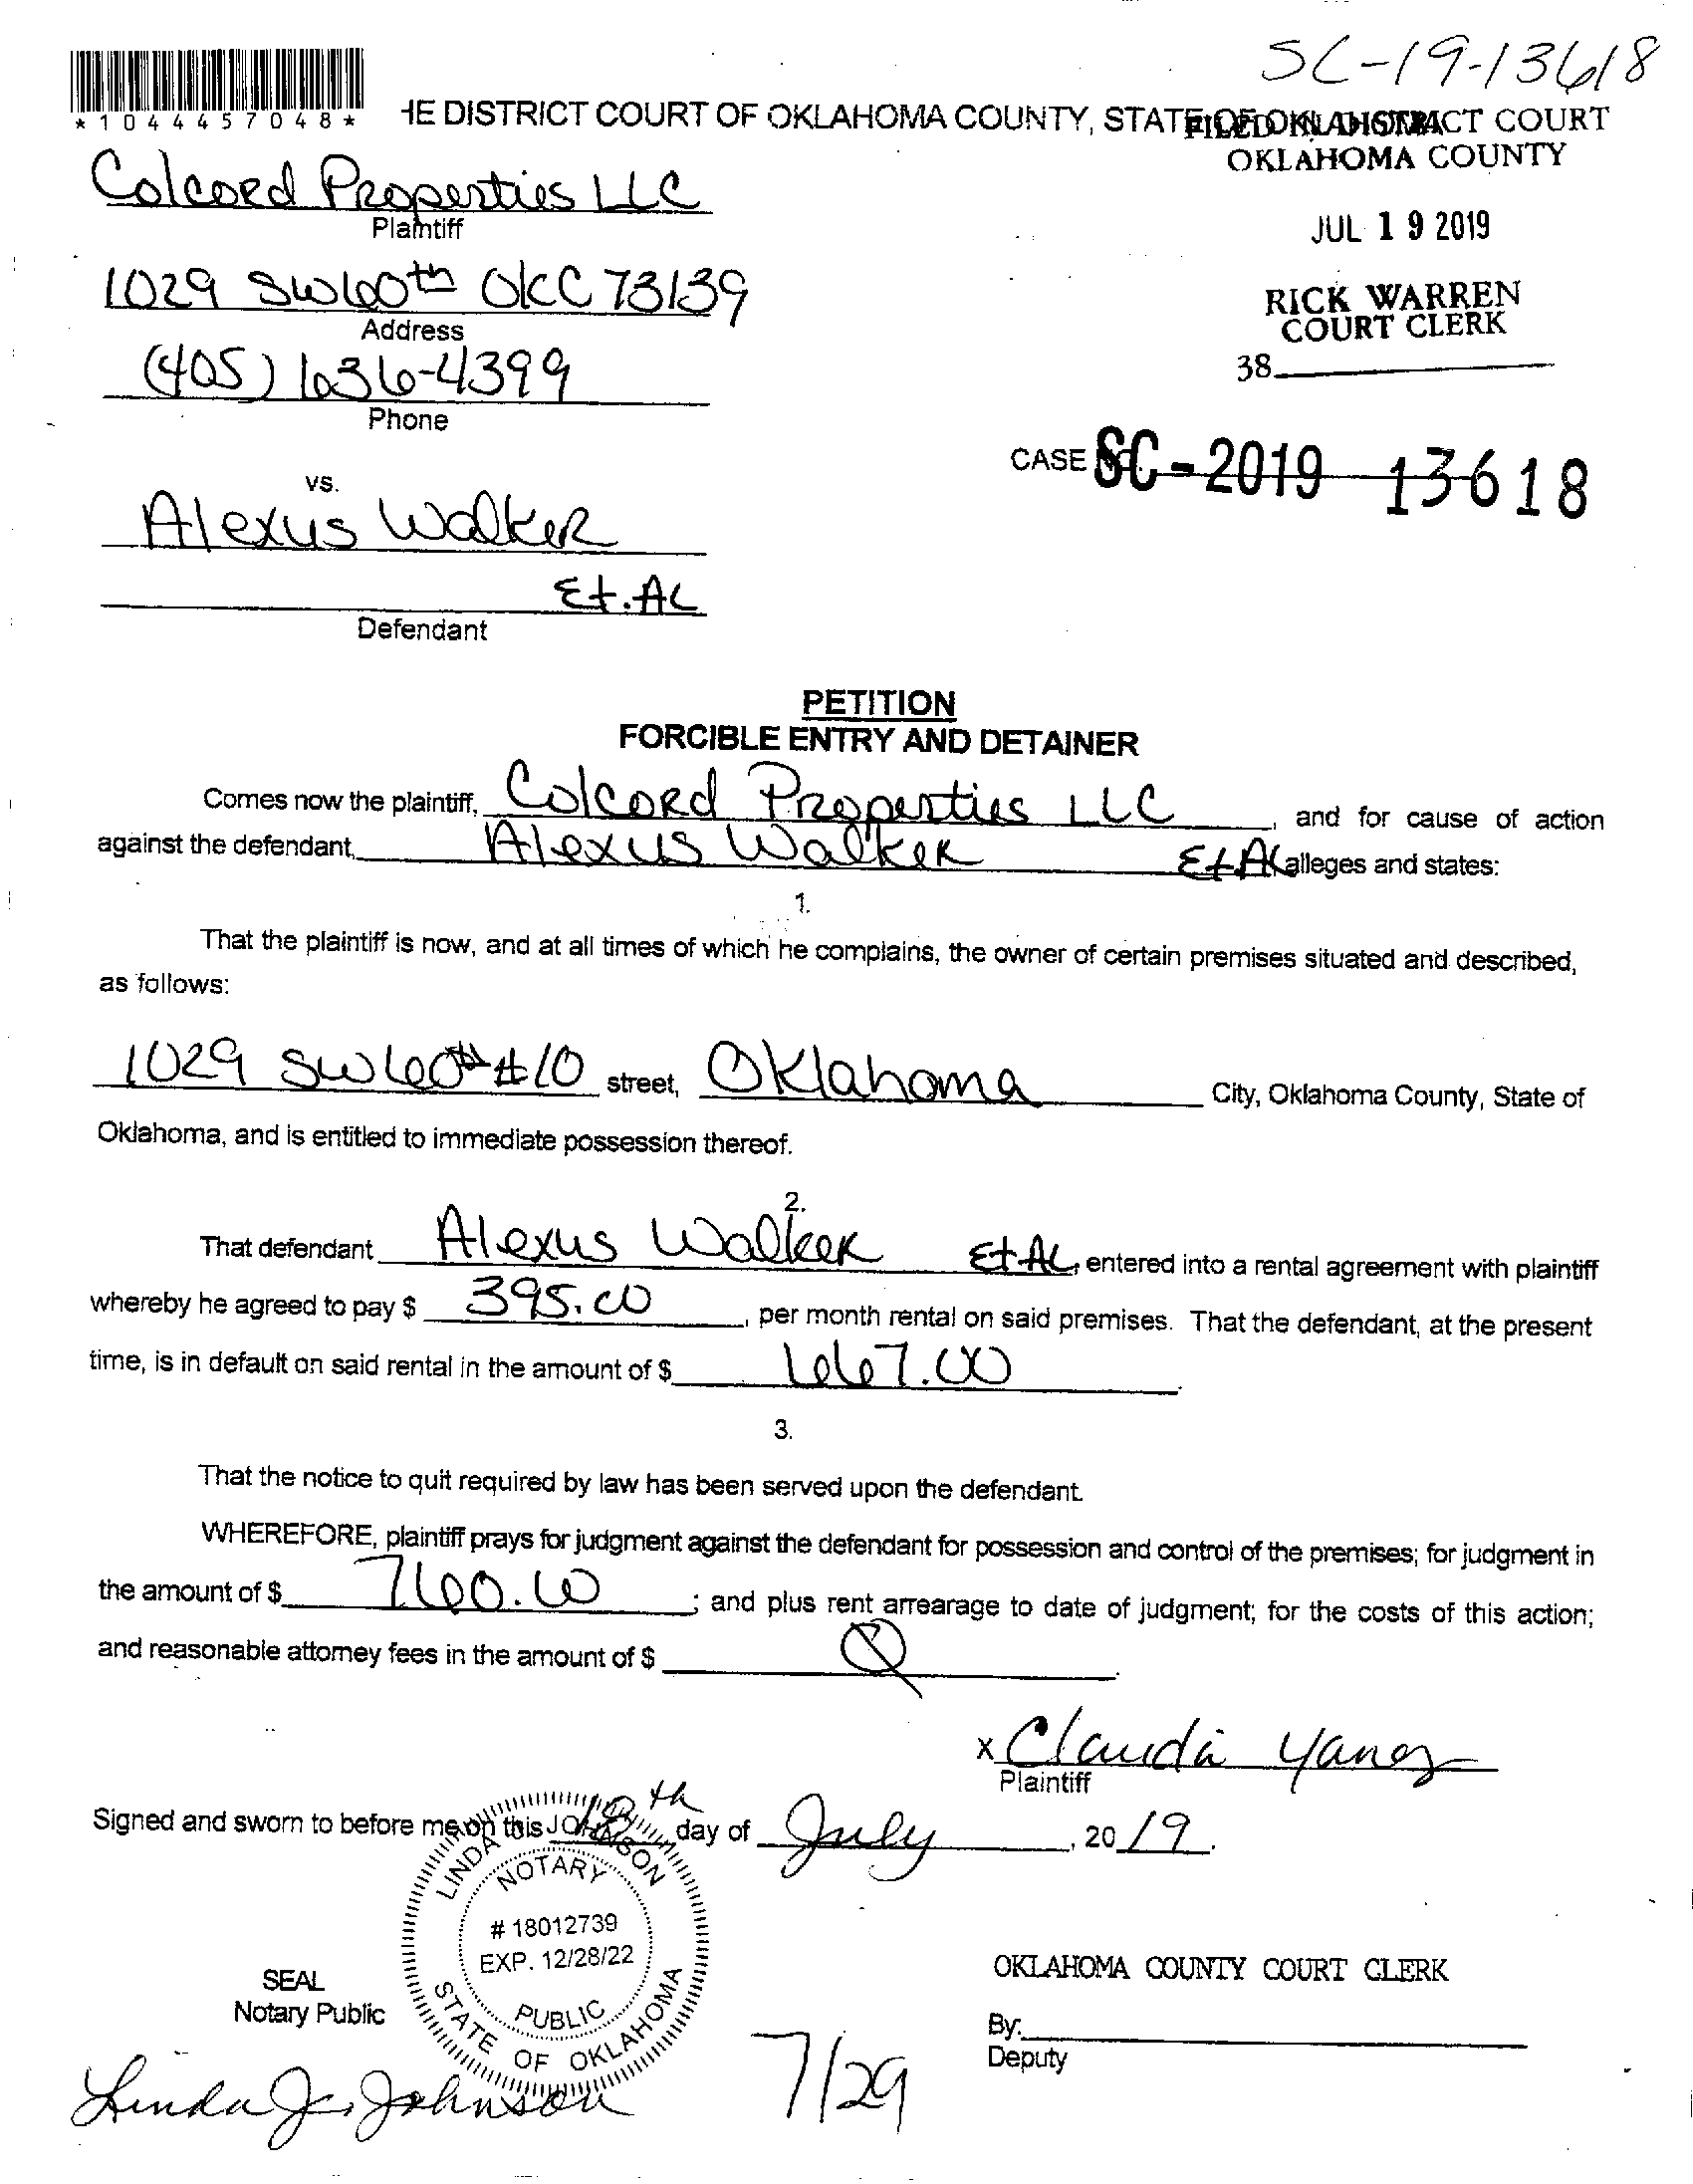 SC-19-13618
*1044457048*
HE DISTRICT COURT OF OKLAHOMA COUNTY, STATE OF OKLAHOMA
FILED IN DISTRICT COURT
OKLAHOMA COUNTY
Colcord Properties LLC
Plaintiff
JUL 19 2019
1029 SW 60th OKC 73139
Address
RICK WARREN
COURT CLERK
(405) 636-4399
Phone
38
CASE NO. SC-2019 13618
vs.
Alexus Walker
Et. AL
Defendant
PETITION
FORCIBLE ENTRY AND DETAINER
Comes now the plaintiff, Colcord Properties LLC, and for cause of action
against the defendant, Alexus Walker Et AL alleges and states:
1.
That the plaintiff is now, and at all times of which he complains, the owner of certain premises situated and described,
as follows:
1029 SW 60th #10 street, Oklahoma City, Oklahoma County, State of
Oklahoma, and is entitled to immediate possession thereof.
2.
That defendant Alexus Walker Et AL, entered into a rental agreement with plaintiff
whereby he agreed to pay $ 395.00, per month rental on said premises. That the defendant, at the present
time, is in default on said rental in the amount of $ 667.00
3.
That the notice to quit required by law has been served upon the defendant.
WHEREFORE, plaintiff prays for judgment against the defendant for possession and control of the premises; for judgment in
the amount of $ 760.00; and plus rent arrearage to date of judgment; for the costs of this action;
and reasonable attorney fees in the amount of $ 0.
x Claudia Yanez
Plaintiff
Signed and sworn to before me on this 18th day of July, 2019.
LINDA JOHNSON
NOTARY
# 18012739
EXP. 12/28/22
PUBLIC
STATE OF OKLAHOMA
SEAL
Notary Public
OKLAHOMA COUNTY COURT CLERK
By:
Deputy
Linda J. Johnson
7/29